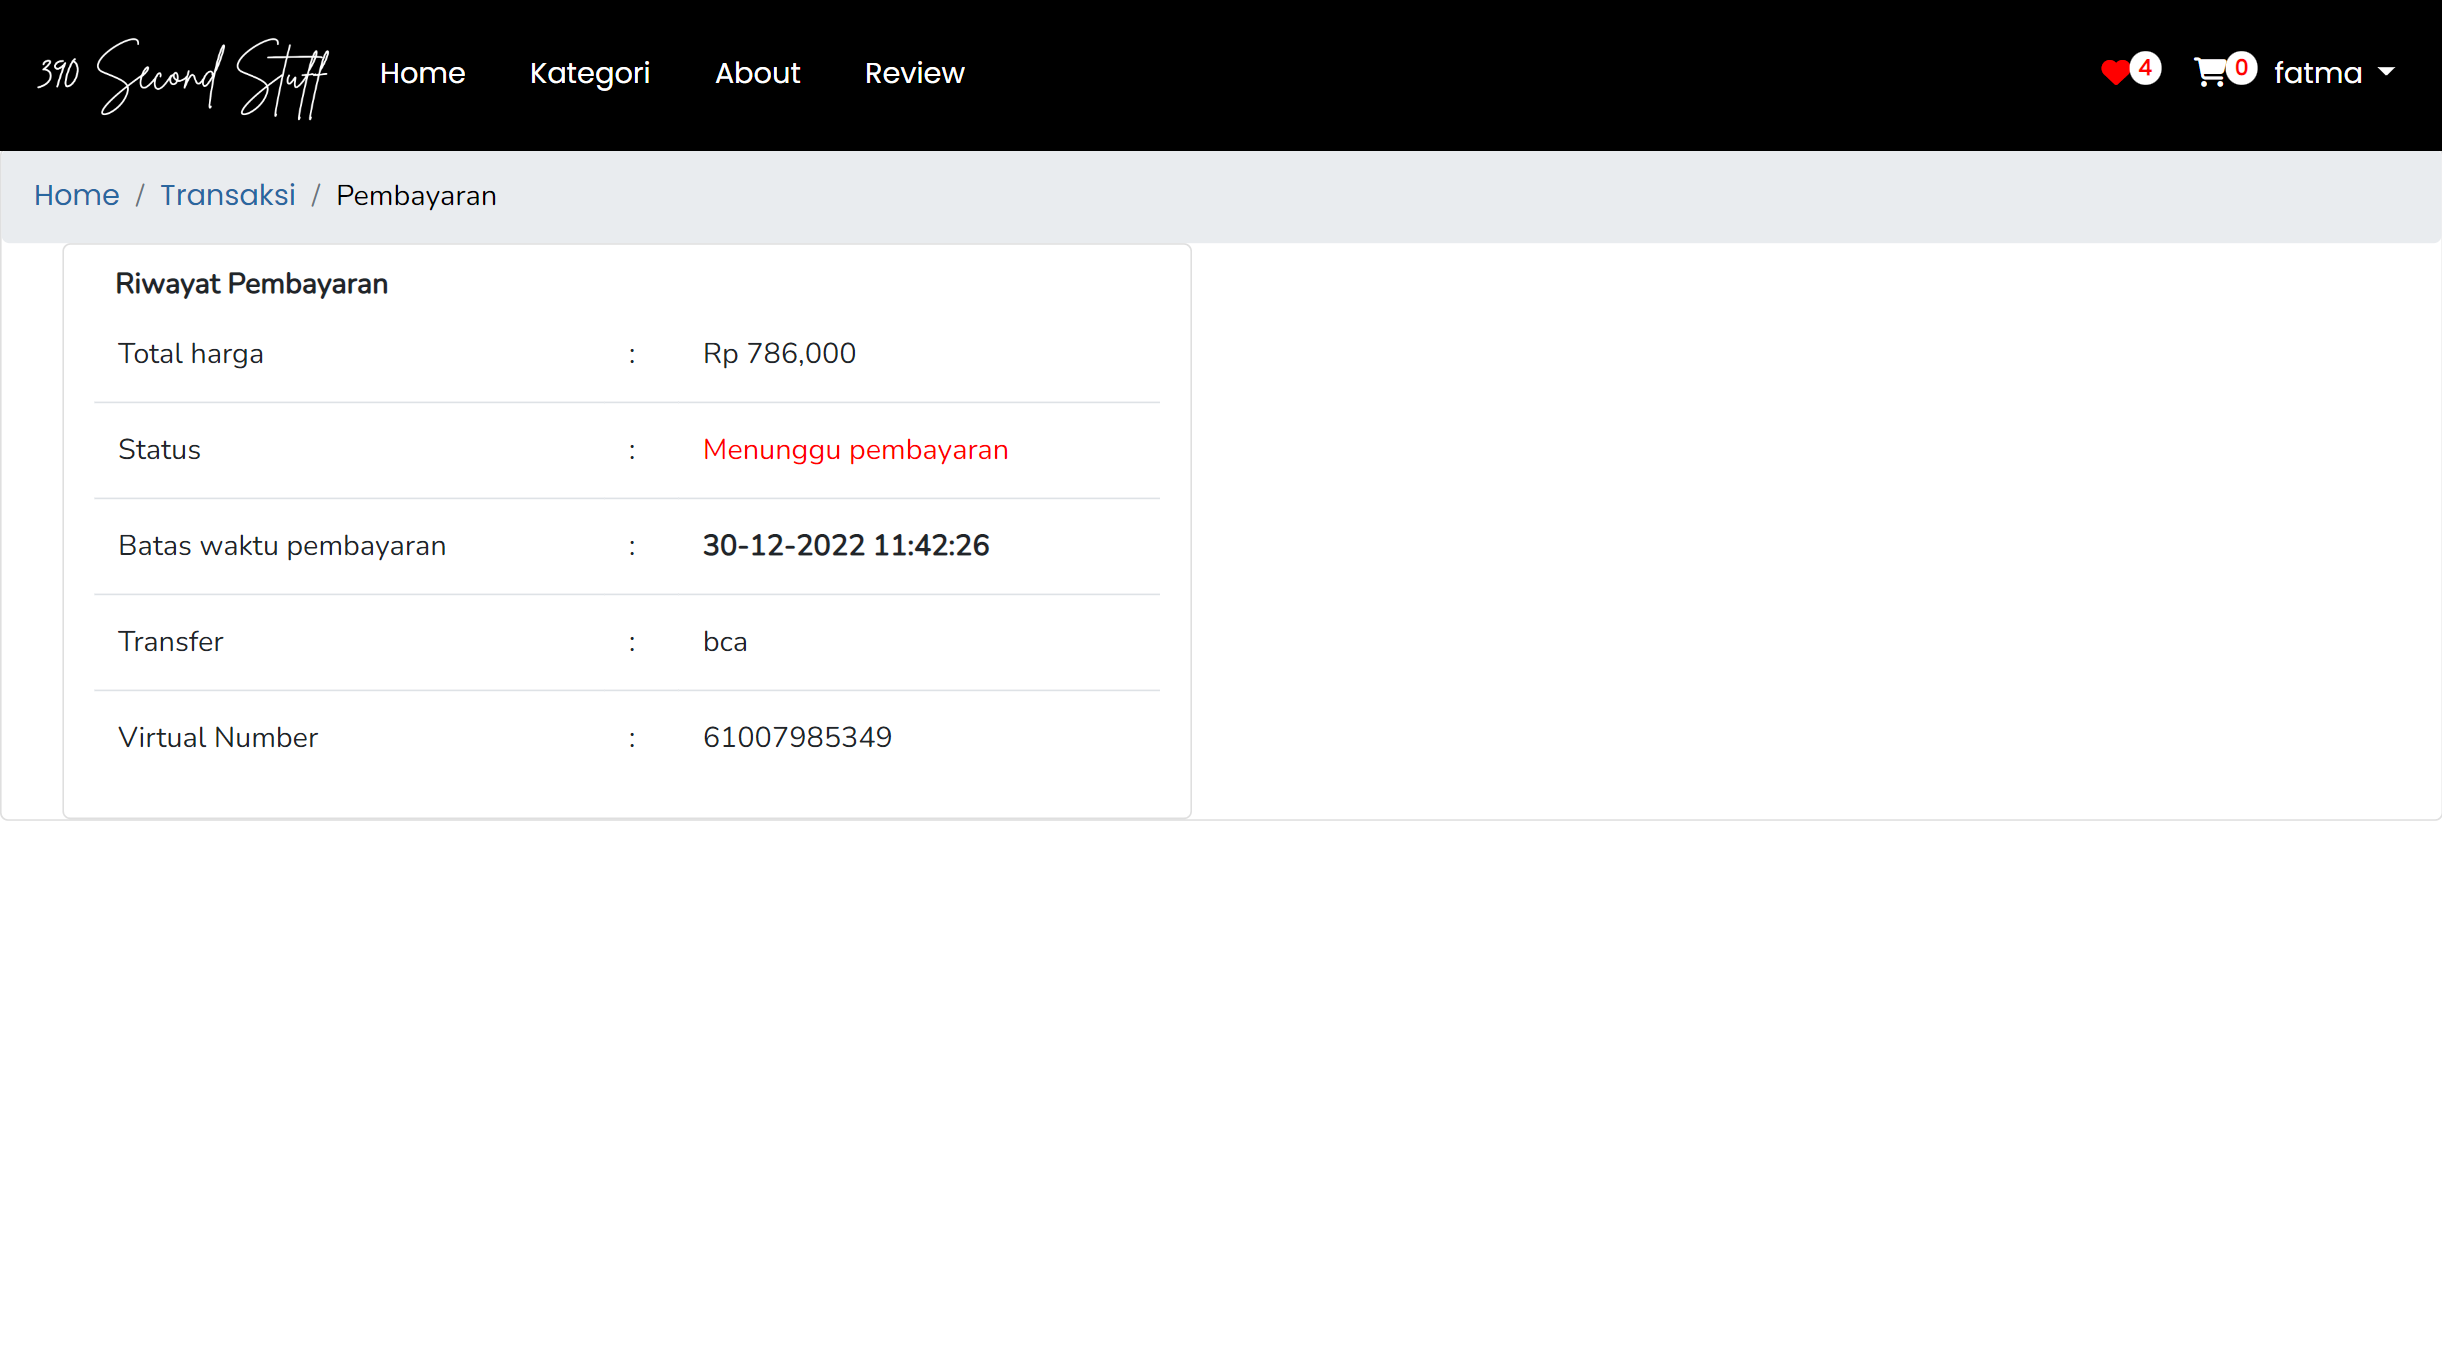 390 Second Stuff Home Kategori About Review 4 0 fatma
Home / Transaksi / Pembayaran
Riwayat Pembayaran
Total harga : Rp 786,000
Status : Menunggu pembayaran
Batas waktu pembayaran : 30-12-2022 11:42:26
Transfer : bca
Virtual Number : 61007985349